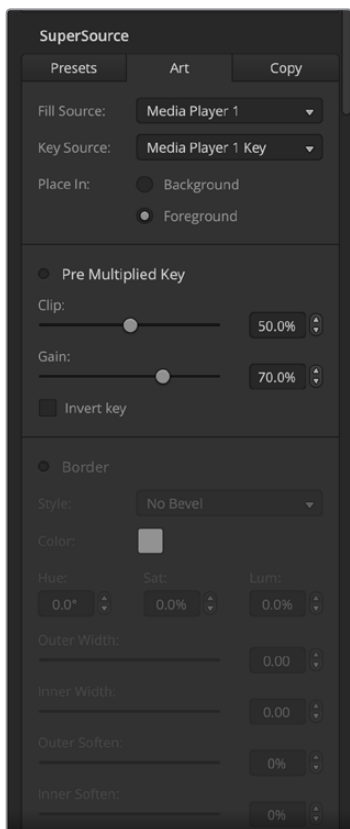 SuperSource
Presets Art Copy
Fill Source: Media Player 1
Key Source: Media Player 1 Key
Place In: Background
Foreground
Pre Multiplied Key
Clip:
50.0%
Gain:
70.0%
Invert key
Border
Style: No Bevel
Color:
Hue: Sat: Lum:
0.0° 0.0% 0.0%
Outer Width:
0.00
Inner Width:
0.00
Outer Soften:
0%
Inner Soften:
0%